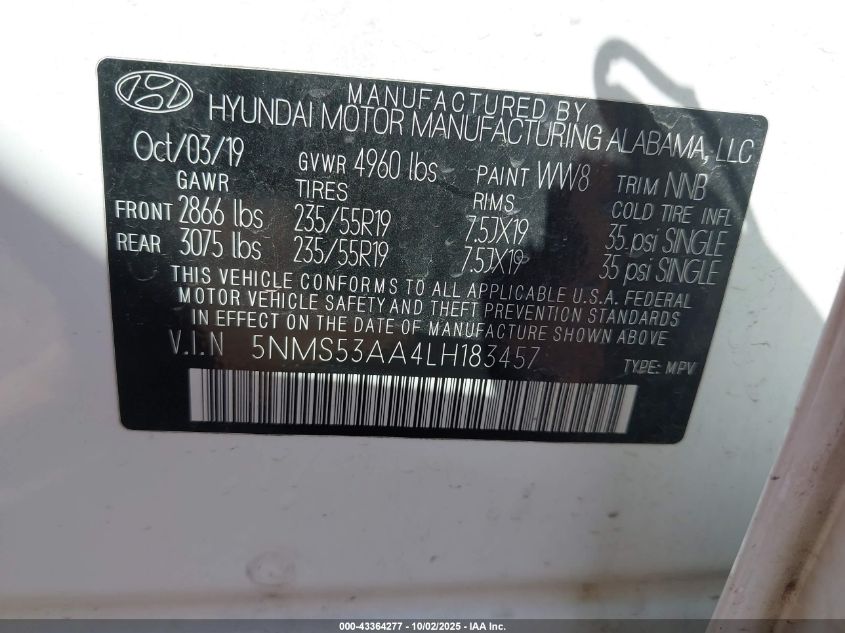 MANUFACTURED BY
HYUNDAI MOTOR MANUFACTURING ALABAMA, LLC
Oct/03/19 GVWR 4960 lbs PAINT WW8 TRIM NNB
GAWR TIRES RIMS COLD TIRE INFL
FRONT 2866 lbs 235/55R19 7.5JX19 35 psi SINGLE
REAR 3075 lbs 235/55R19 7.5JX19 35 psi SINGLE
THIS VEHICLE CONFORMS TO ALL APPLICABLE U.S.A. FEDERAL
MOTOR VEHICLE SAFETY AND THEFT PREVENTION STANDARDS
IN EFFECT ON THE DATE OF MANUFACTURE SHOWN ABOVE
V.I.N 5NMS53AA4LH183457 TYPE: MPV
000-43364277 - 10/02/2025 - IAA Inc.